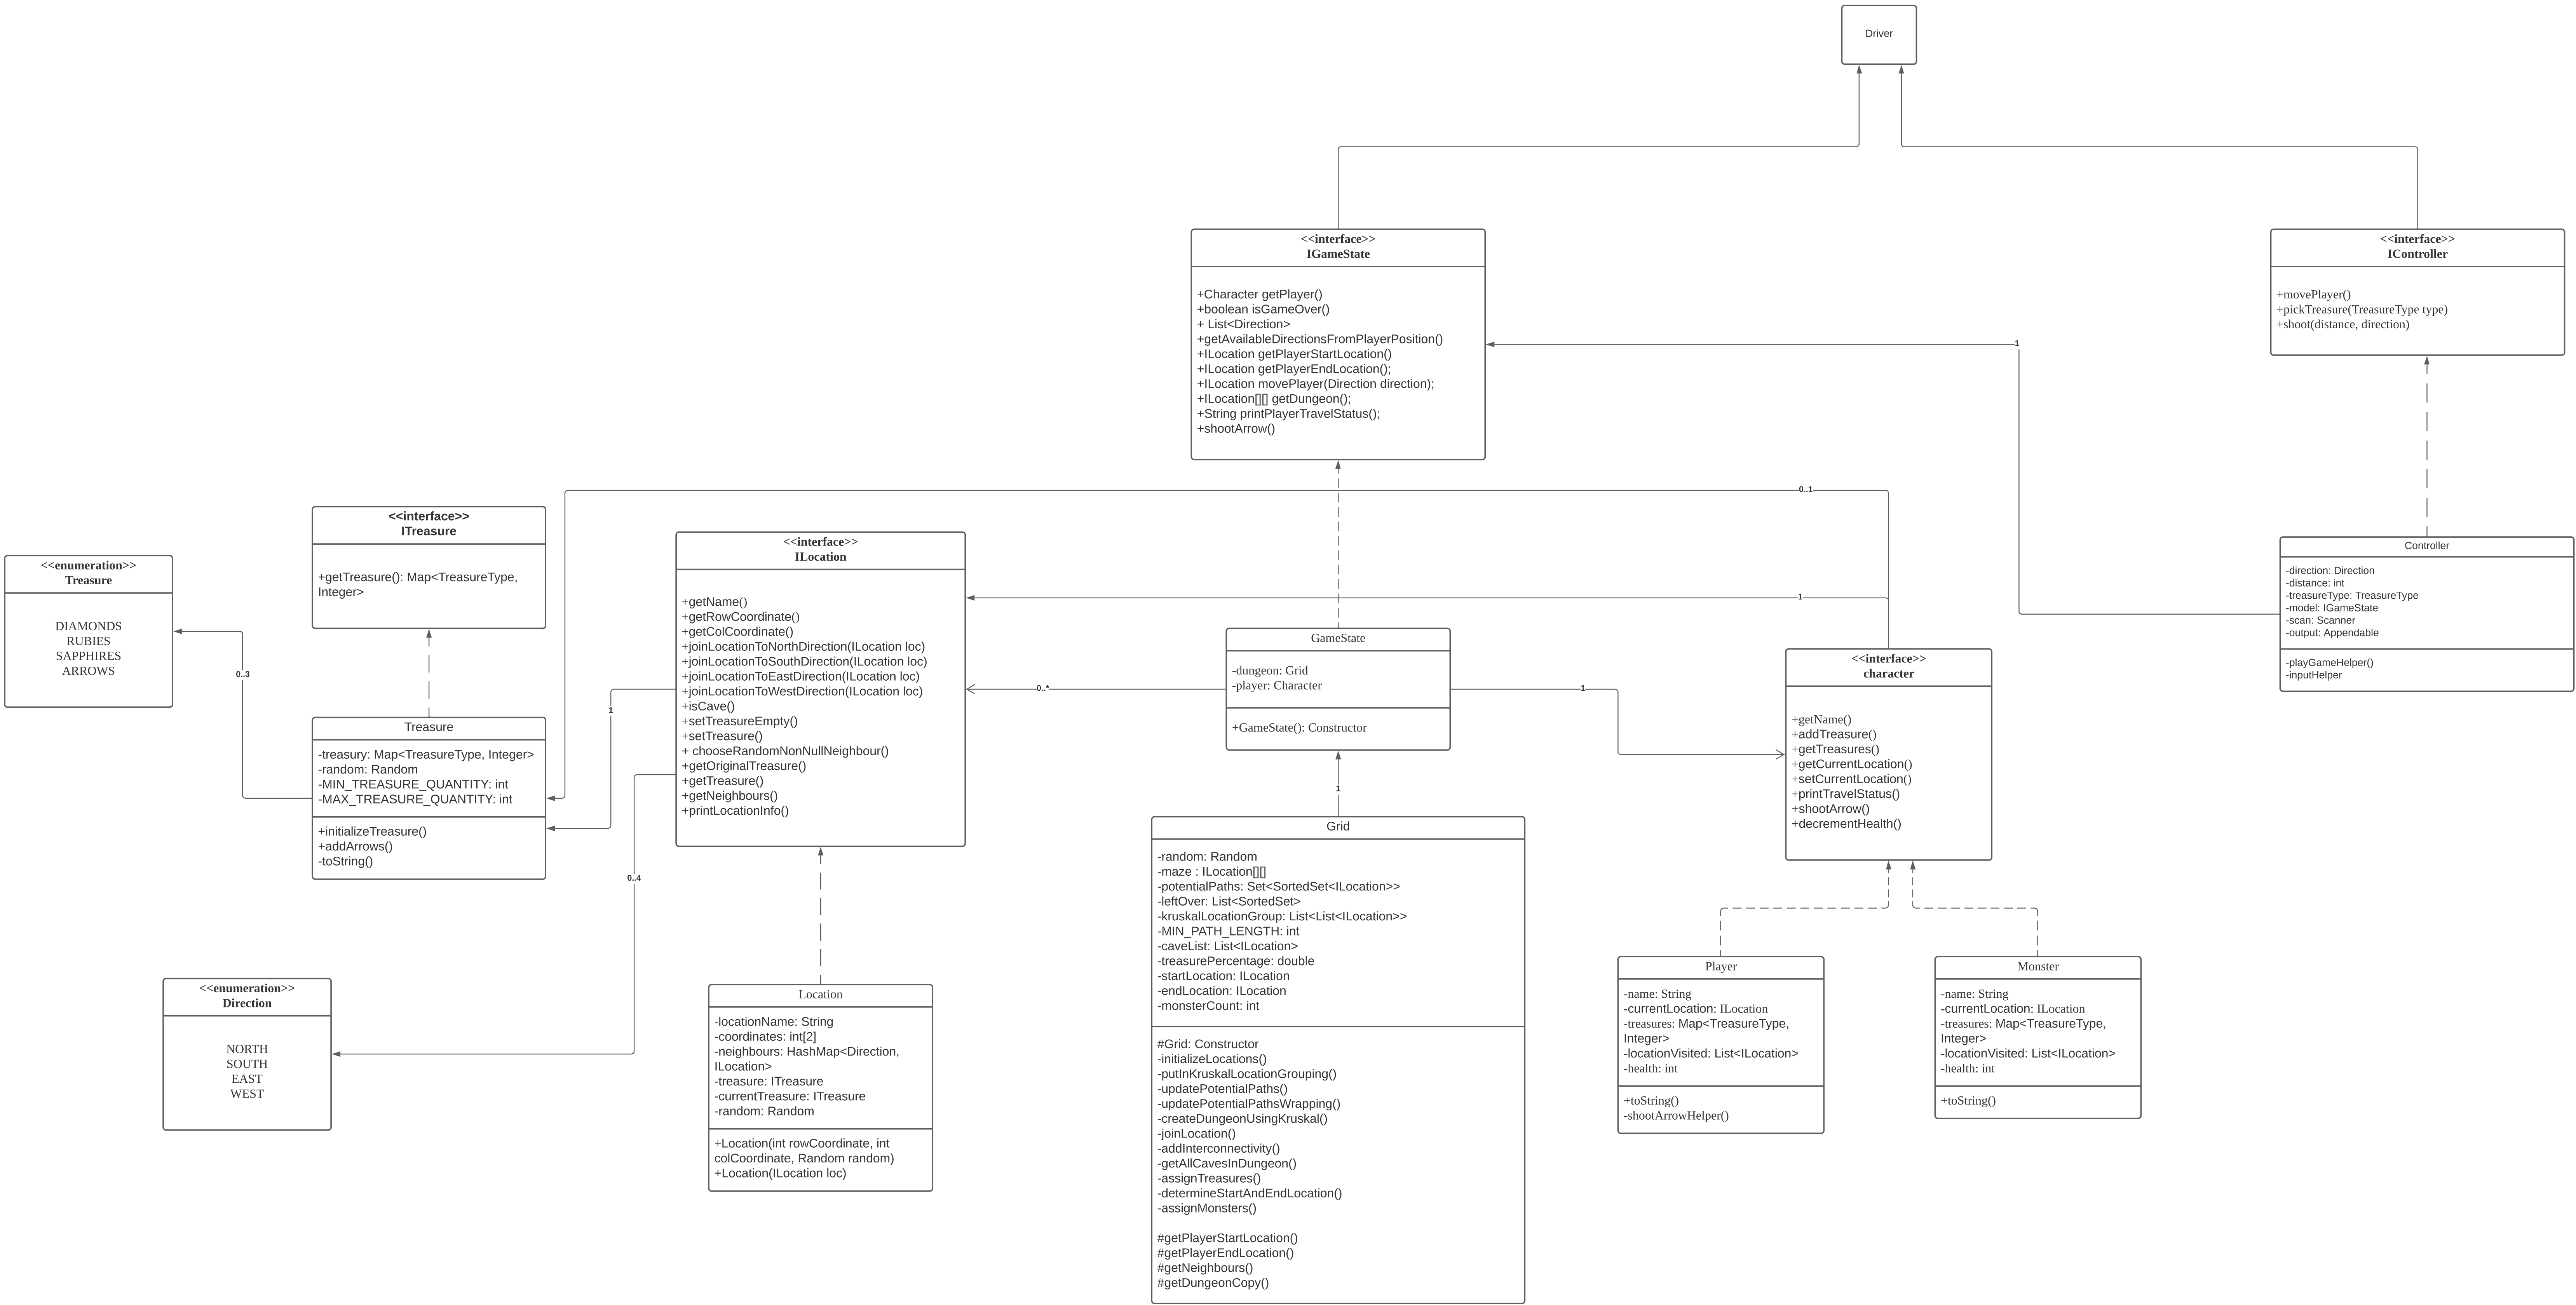 Driver
<<interface>>
IGameState
+Character getPlayer()
+boolean isGameOver()
+ List<Direction>
+getAvailableDirectionsFromPlayerPosition()
+ILocation getPlayerStartLocation()
+ILocation getPlayerEndLocation();
+ILocation movePlayer(Direction direction);
+ILocation[][] getDungeon();
+String printPlayerTravelStatus();
+shootArrow()
<<interface>>
IController
+movePlayer()
+pickTreasure(TreasureType type)
+shoot(distance, direction)
1
0..1
<<interface>>
ITreasure
+getTreasure(): Map<TreasureType,
Integer>
<<enumeration>>
Treasure
DIAMONDS
RUBIES
SAPPHIRES
ARROWS
0..3
Treasure
-treasury: Map<TreasureType, Integer>
-random: Random
-MIN_TREASURE_QUANTITY: int
-MAX_TREASURE_QUANTITY: int
+initializeTreasure()
+addArrows()
-toString()
1
0..4
<<interface>>
ILocation
+getName()
+getRowCoordinate()
+getColCoordinate()
+joinLocationToNorthDirection(ILocation loc)
+joinLocationToSouthDirection(ILocation loc)
+joinLocationToEastDirection(ILocation loc)
+joinLocationToWestDirection(ILocation loc)
+isCave()
+setTreasureEmpty()
+setTreasure()
+ chooseRandomNonNullNeighbour()
+getOriginalTreasure()
+getTreasure()
+getNeighbours()
+printLocationInfo()
1
0..*
GameState
-dungeon: Grid
-player: Character
+GameState(): Constructor
1
1
<<interface>>
character
+getName()
+addTreasure()
+getTreasures()
+getCurrentLocation()
+setCurrentLocation()
+printTravelStatus()
+shootArrow()
+decrementHealth()
Controller
-direction: Direction
-distance: int
-treasureType: TreasureType
-model: IGameState
-scan: Scanner
-output: Appendable
-playGameHelper()
-inputHelper
<<enumeration>>
Direction
NORTH
SOUTH
EAST
WEST
Location
-locationName: String
-coordinates: int[2]
-neighbours: HashMap<Direction,
ILocation>
-treasure: ITreasure
-currentTreasure: ITreasure
-random: Random
+Location(int rowCoordinate, int
colCoordinate, Random random)
+Location(ILocation loc)
Grid
-random: Random
-maze : ILocation[][]
-potentialPaths: Set<SortedSet<ILocation>>
-leftOver: List<SortedSet>
-kruskalLocationGroup: List<List<ILocation>>
-MIN_PATH_LENGTH: int
-caveList: List<ILocation>
-treasurePercentage: double
-startLocation: ILocation
-endLocation: ILocation
-monsterCount: int
#Grid: Constructor
-initializeLocations()
-putInKruskalLocationGrouping()
-updatePotentialPaths()
-updatePotentialPathsWrapping()
-createDungeonUsingKruskal()
-joinLocation()
-addInterconnectivity()
-getAllCavesInDungeon()
-assignTreasures()
-determineStartAndEndLocation()
-assignMonsters()
#getPlayerStartLocation()
#getPlayerEndLocation()
#getNeighbours()
#getDungeonCopy()
Player
-name: String
-currentLocation: ILocation
-treasures: Map<TreasureType,
Integer>
-locationVisited: List<ILocation>
-health: int
+toString()
-shootArrowHelper()
Monster
-name: String
-currentLocation: ILocation
-treasures: Map<TreasureType,
Integer>
-locationVisited: List<ILocation>
-health: int
+toString()